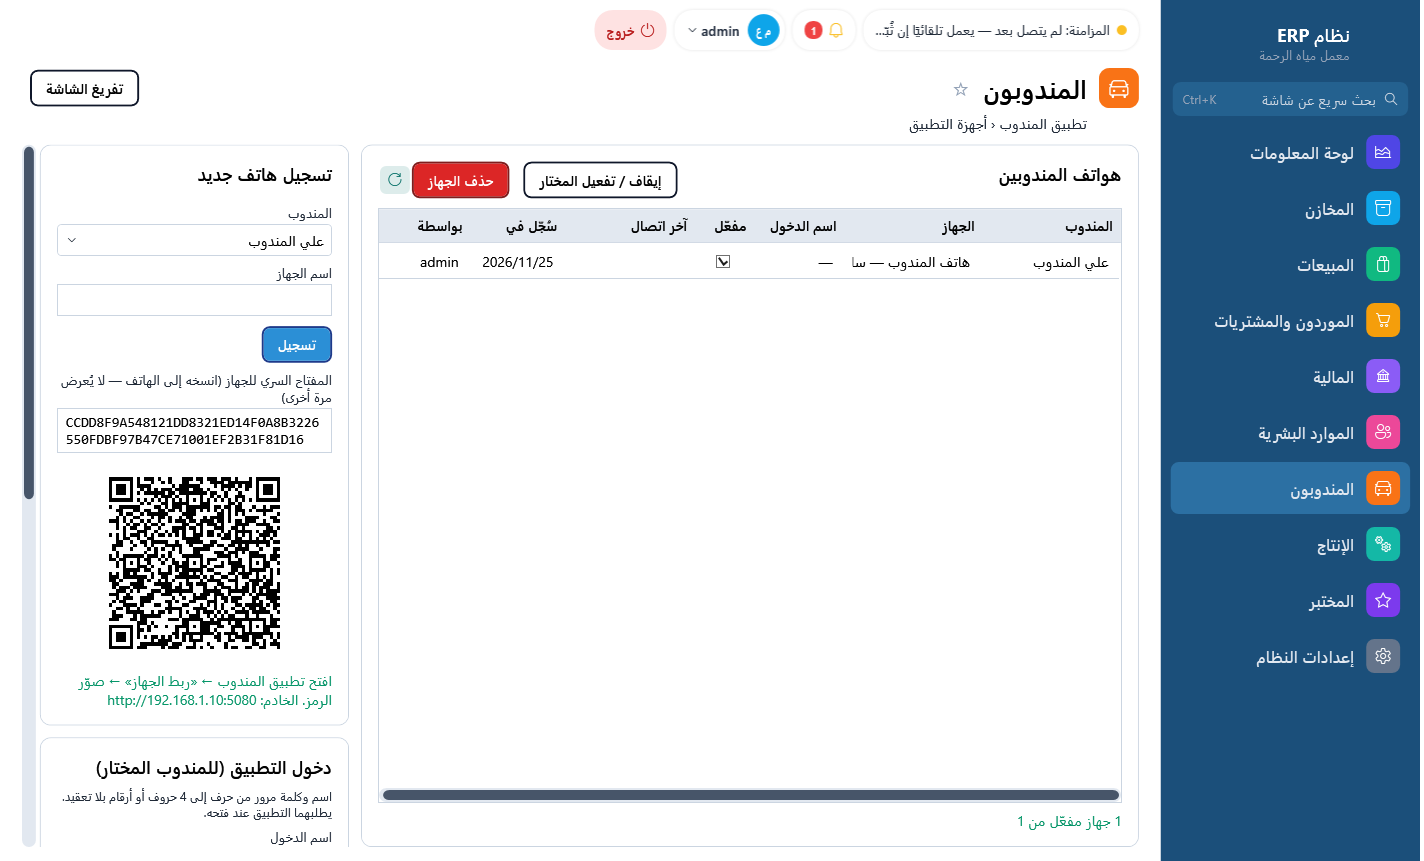 نظام ERP
معمل مياه الرحمة
بحث سريع عن شاشة Ctrl+K
لوحة المعلومات
المخازن
المبيعات
الموردون والمشتريات
المالية
الموارد البشرية
المندوبون
الإنتاج
المختبر
إعدادات النظام
المزامنة: لم يتصل بعد — يعمل تلقائيًا إن ثُبّ...
1
م ع admin
خروج
المندوبون
تطبيق المندوب › أجهزة التطبيق
تفريغ الشاشة
هواتف المندوبين
إيقاف / تفعيل المختار
حذف الجهاز
المندوب الجهاز اسم الدخول مفعّل آخر اتصال سُجّل في بواسطة
علي المندوب هاتف المندوب — سا — 2026/11/25 admin
1 جهاز مفعّل من 1
تسجيل هاتف جديد
المندوب
علي المندوب
اسم الجهاز
تسجيل
المفتاح السري للجهاز (انسخه إلى الهاتف — لا يُعرض
مرة أخرى)
CCDD8F9A548121DD8321ED14F0A8B3226
550FDBF97B47CE71001EF2B31F81D16
افتح تطبيق المندوب ← «ربط الجهاز» ← صوّر
الرمز. الخادم: http://192.168.1.10:5080
دخول التطبيق (للمندوب المختار)
اسم وكلمة مرور من حرف إلى 4 حروف أو أرقام بلا تعقيد.
يطلبهما التطبيق عند فتحه.
اسم الدخول